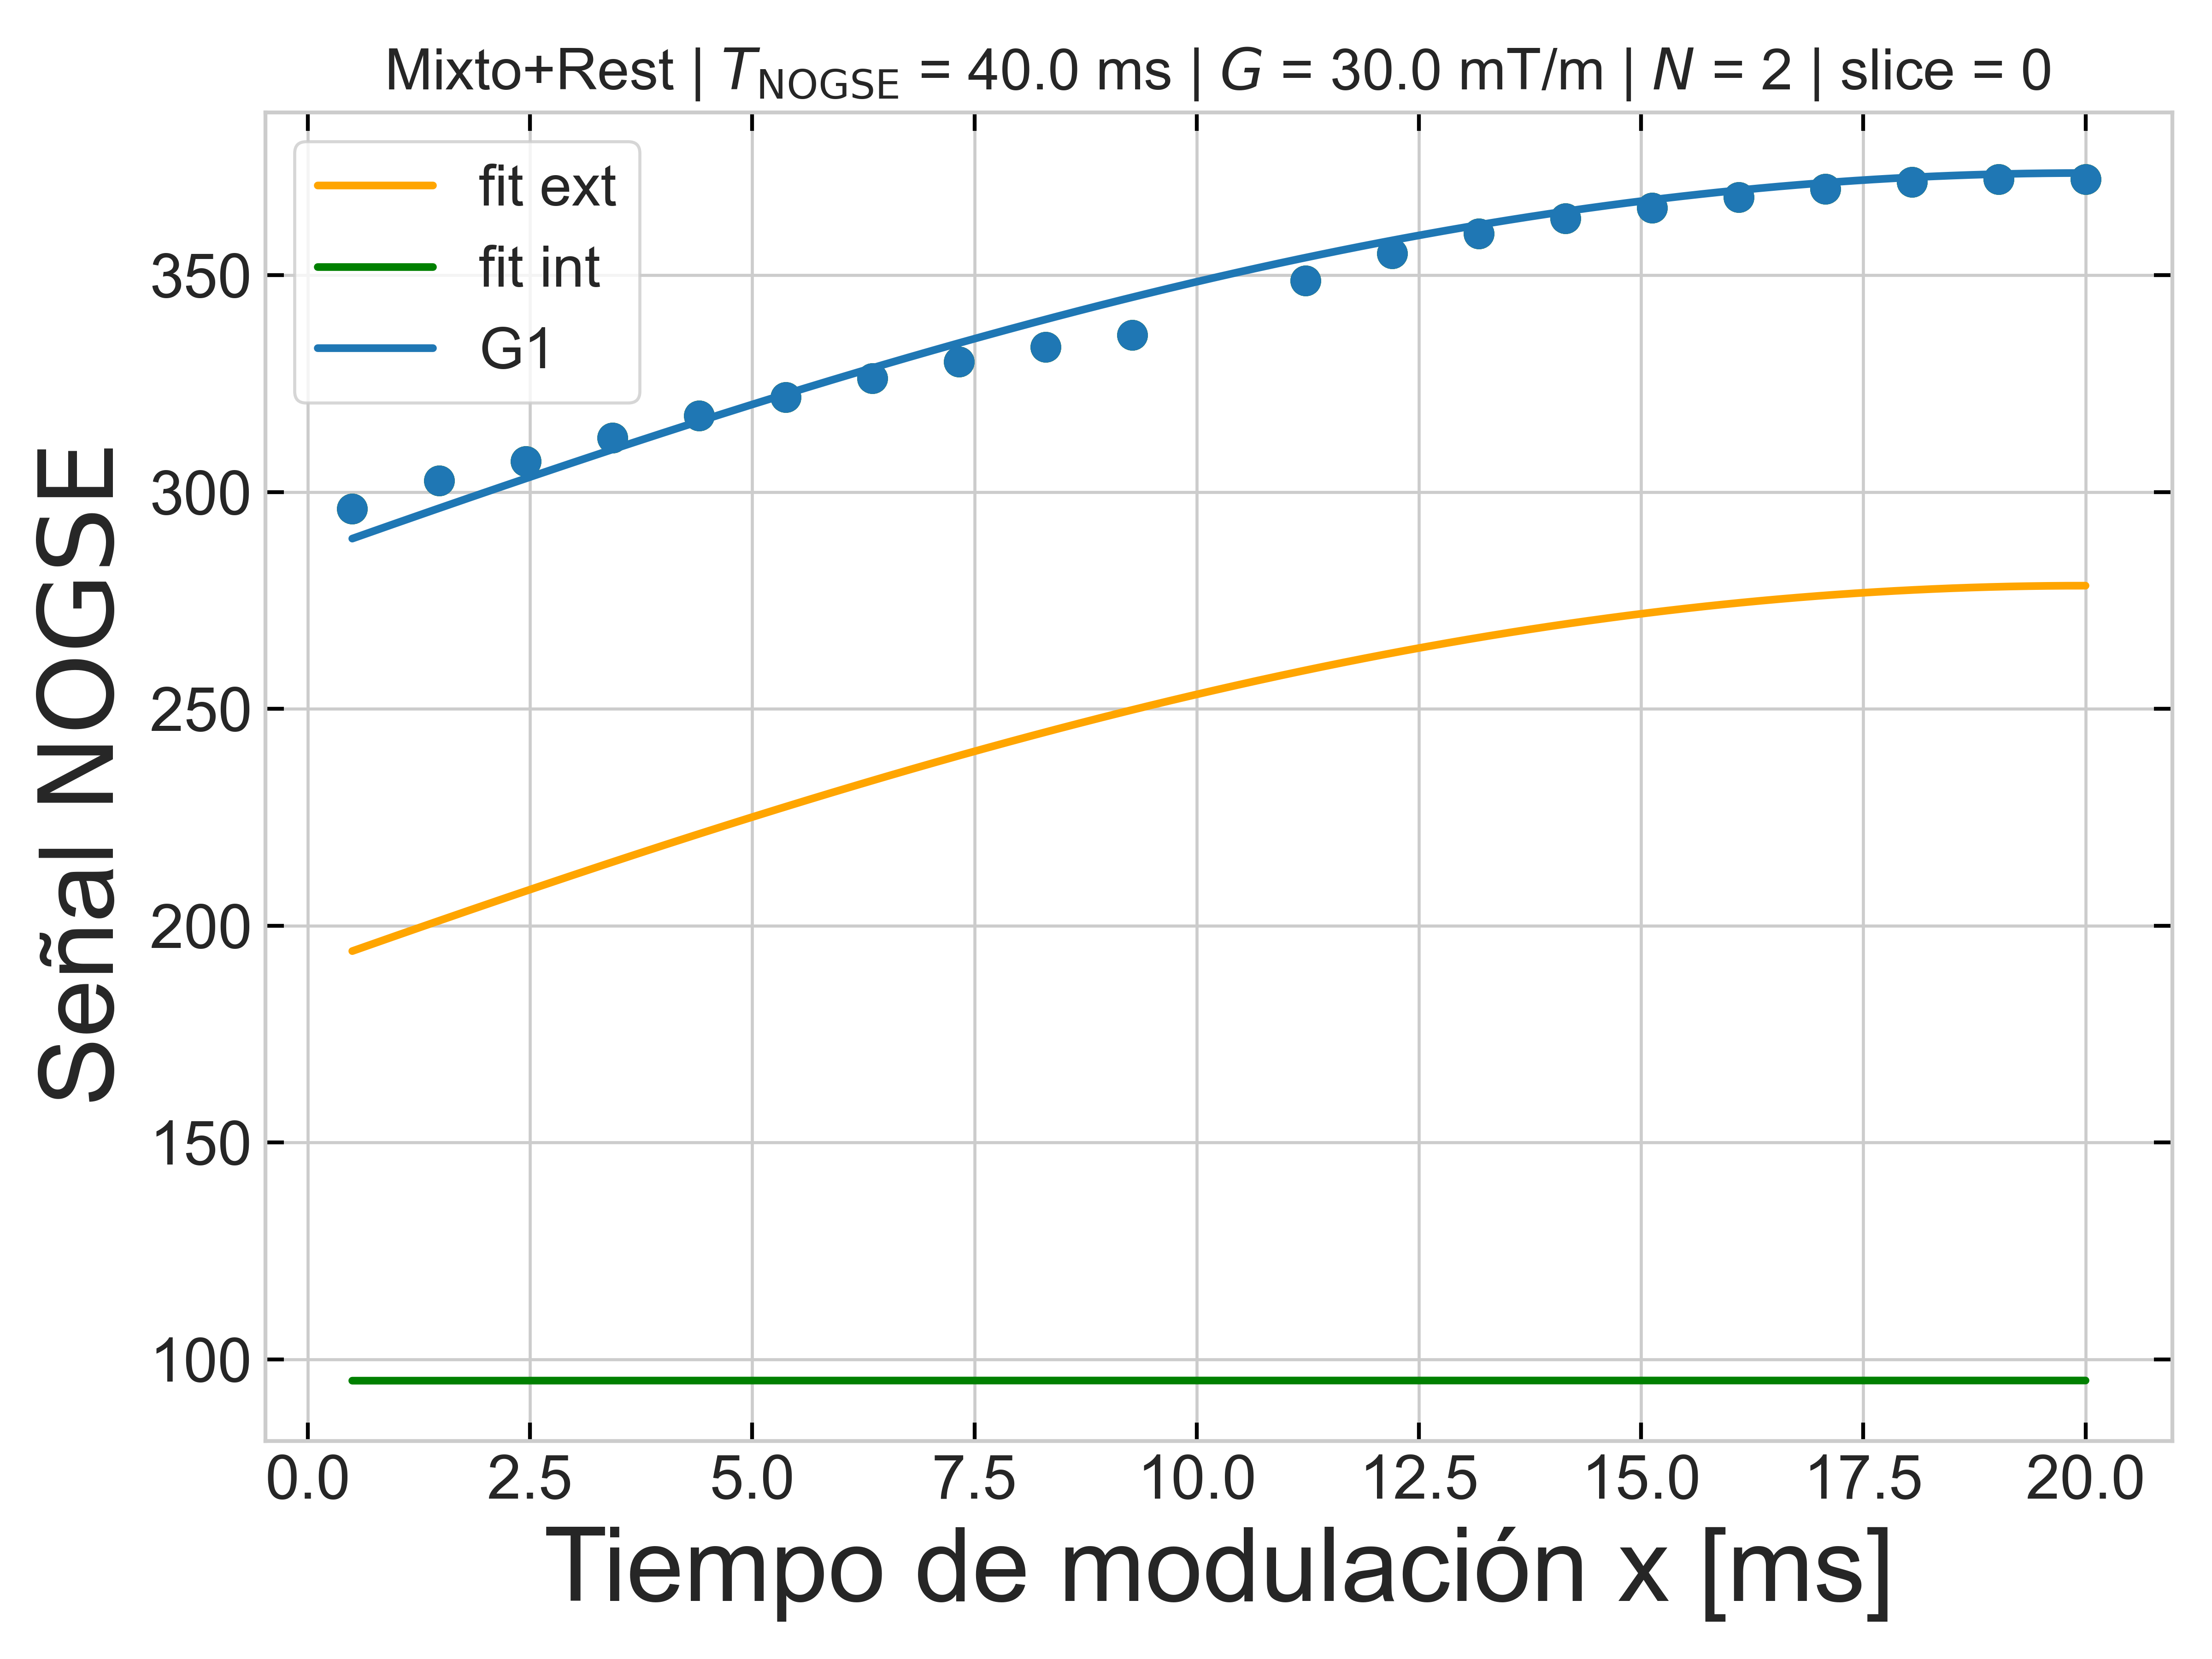 Mixto+Rest | T_NOGSE = 40.0 ms | G = 30.0 mT/m | N = 2 | slice = 0
fit ext
fit int
G1
Señal NOGSE
350
300
250
200
150
100
0.0 2.5 5.0 7.5 10.0 12.5 15.0 17.5 20.0
Tiempo de modulación x [ms]